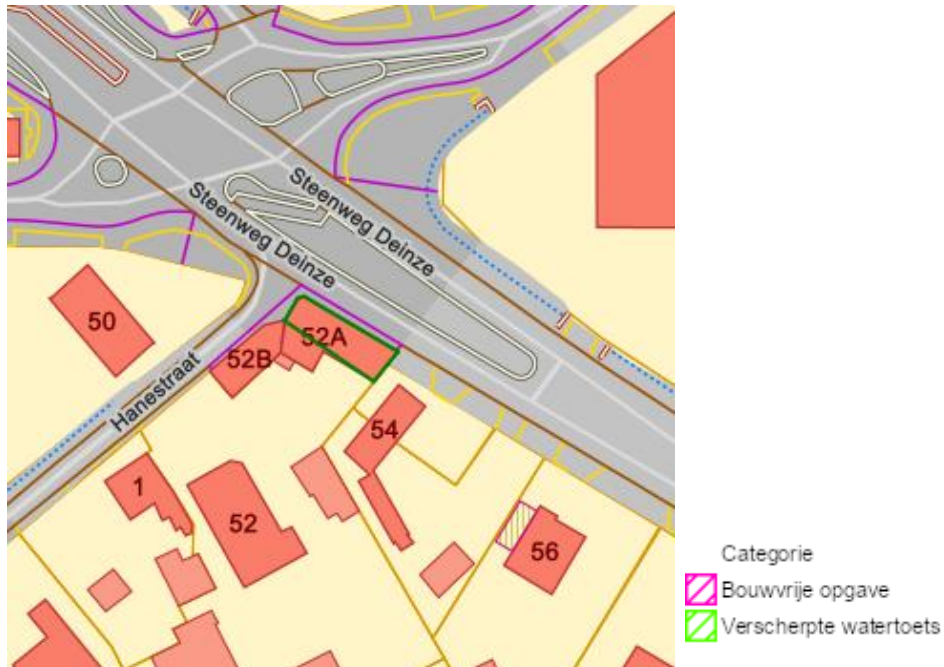 Steenweg Deinze
Steenweg Deinze
50
52A
52B
Hanestraat
54
1
52
56
Categorie
Bouwvrije opgave
Verscherpte watertoets